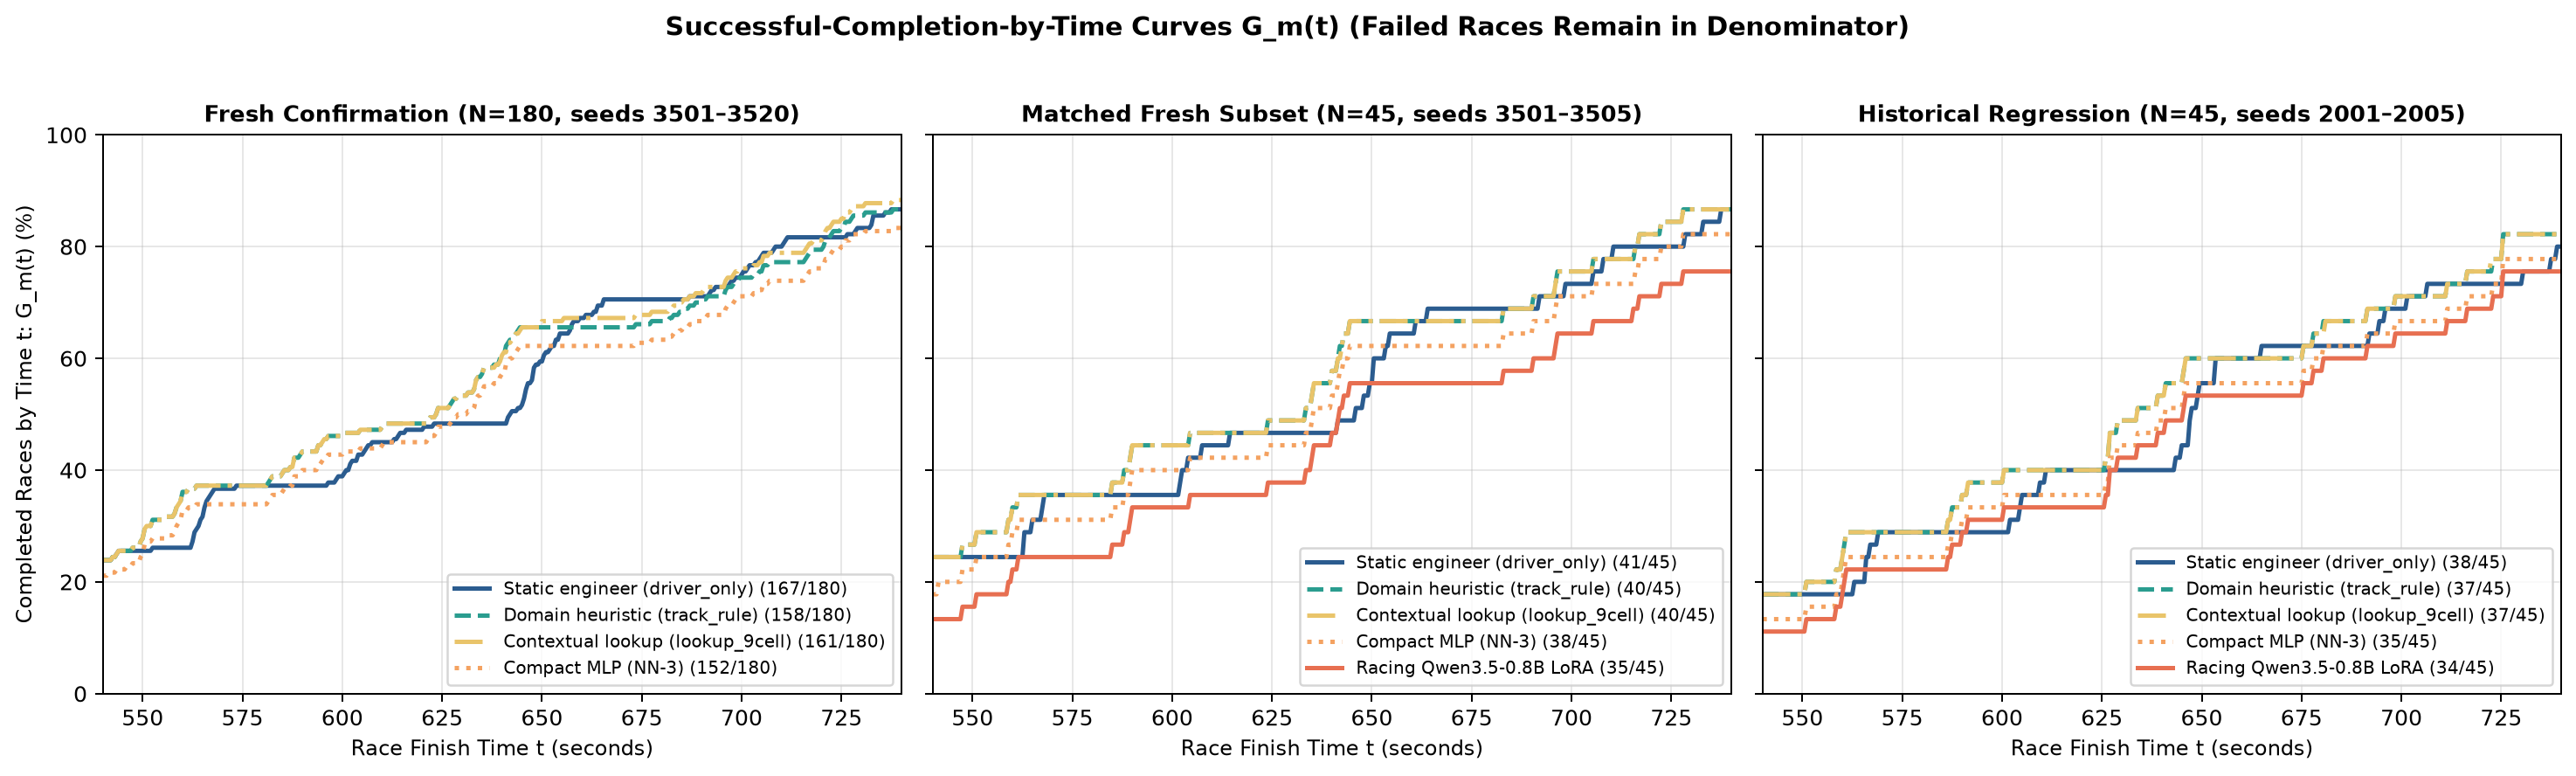 Successful-Completion-by-Time Curves G_m(t) (Failed Races Remain in Denominator)
Fresh Confirmation (N=180, seeds 3501–3520)
Completed Races by Time t: G_m(t) (%)
100
80
60
40
20
0
Static engineer (driver_only) (167/180)
Domain heuristic (track_rule) (158/180)
Contextual lookup (lookup_9cell) (161/180)
Compact MLP (NN-3) (152/180)
550 575 600 625 650 675 700 725
Race Finish Time t (seconds)
Matched Fresh Subset (N=45, seeds 3501–3505)
Static engineer (driver_only) (41/45)
Domain heuristic (track_rule) (40/45)
Contextual lookup (lookup_9cell) (40/45)
Compact MLP (NN-3) (38/45)
Racing Qwen3.5-0.8B LoRA (35/45)
550 575 600 625 650 675 700 725
Race Finish Time t (seconds)
Historical Regression (N=45, seeds 2001–2005)
Static engineer (driver_only) (38/45)
Domain heuristic (track_rule) (37/45)
Contextual lookup (lookup_9cell) (37/45)
Compact MLP (NN-3) (35/45)
Racing Qwen3.5-0.8B LoRA (34/45)
550 575 600 625 650 675 700 725
Race Finish Time t (seconds)